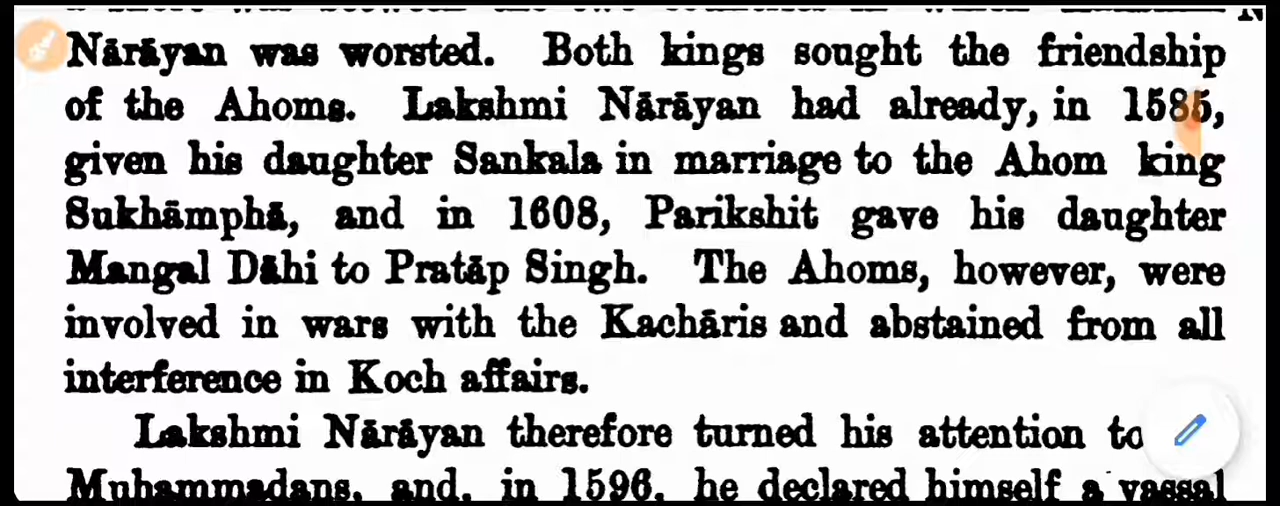 Nārāyan was worsted. Both kings sought the friendship
of the Ahoms. Lakshmi Nārāyan had already, in 1585,
given his daughter Sankala in marriage to the Ahom king
Sukhāmphā, and in 1608, Parikshit gave his daughter
Mangal Dāhi to Pratāp Singh. The Ahoms, however, were
involved in wars with the Kachāris and abstained from all
interference in Koch affairs.
Lakshmi Nārāyan therefore turned his attention to
Muhammadans, and, in 1596, he declared himself a vassal